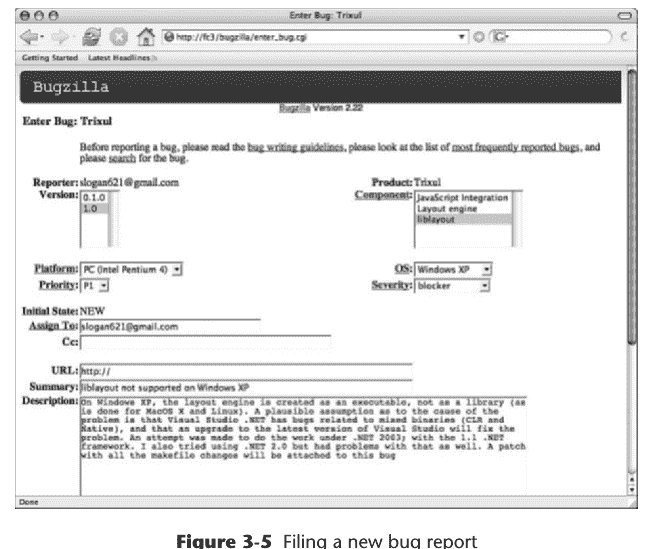 Enter Bug: Trixul
http://fc3/bugzilla/enter_bug.cgi
Getting Started Latest Headlines
Bugzilla
Bugzilla Version 2.22
Enter Bug: Trixul
Before reporting a bug, please read the bug writing guidelines, please look at the list of most frequently reported bugs, and
please search for the bug.
Reporter: slogan621@gmail.com Product: Trixul
Version: 0.1.0 Component: JavaScript Integration
1.0 Layout engine
liblayout
Platform: PC (Intel Pentium 4) OS: Windows XP
Priority: P1 Severity: blocker
Initial State: NEW
Assign To: slogan621@gmail.com
Cc:
URL: http://
Summary: liblayout not supported on Windows XP
Description: On Windows XP, the layout engine is created as an executable, not as a library (as
is done for MacOS X and Linux). A plausible assumption as to the cause of the
problem is that Visual Studio .NET has bugs related to mixed binaries (CLR and
Native), and that an upgrade to the latest version of Visual Studio will fix the
problem. An attempt was made to do the work under .NET 2003; with the 1.1 .NET
framework. I also tried using .NET 2.0 but had problems with that as well. A patch
with all the makefile changes will be attached to this bug
Done
Figure 3-5 Filing a new bug report